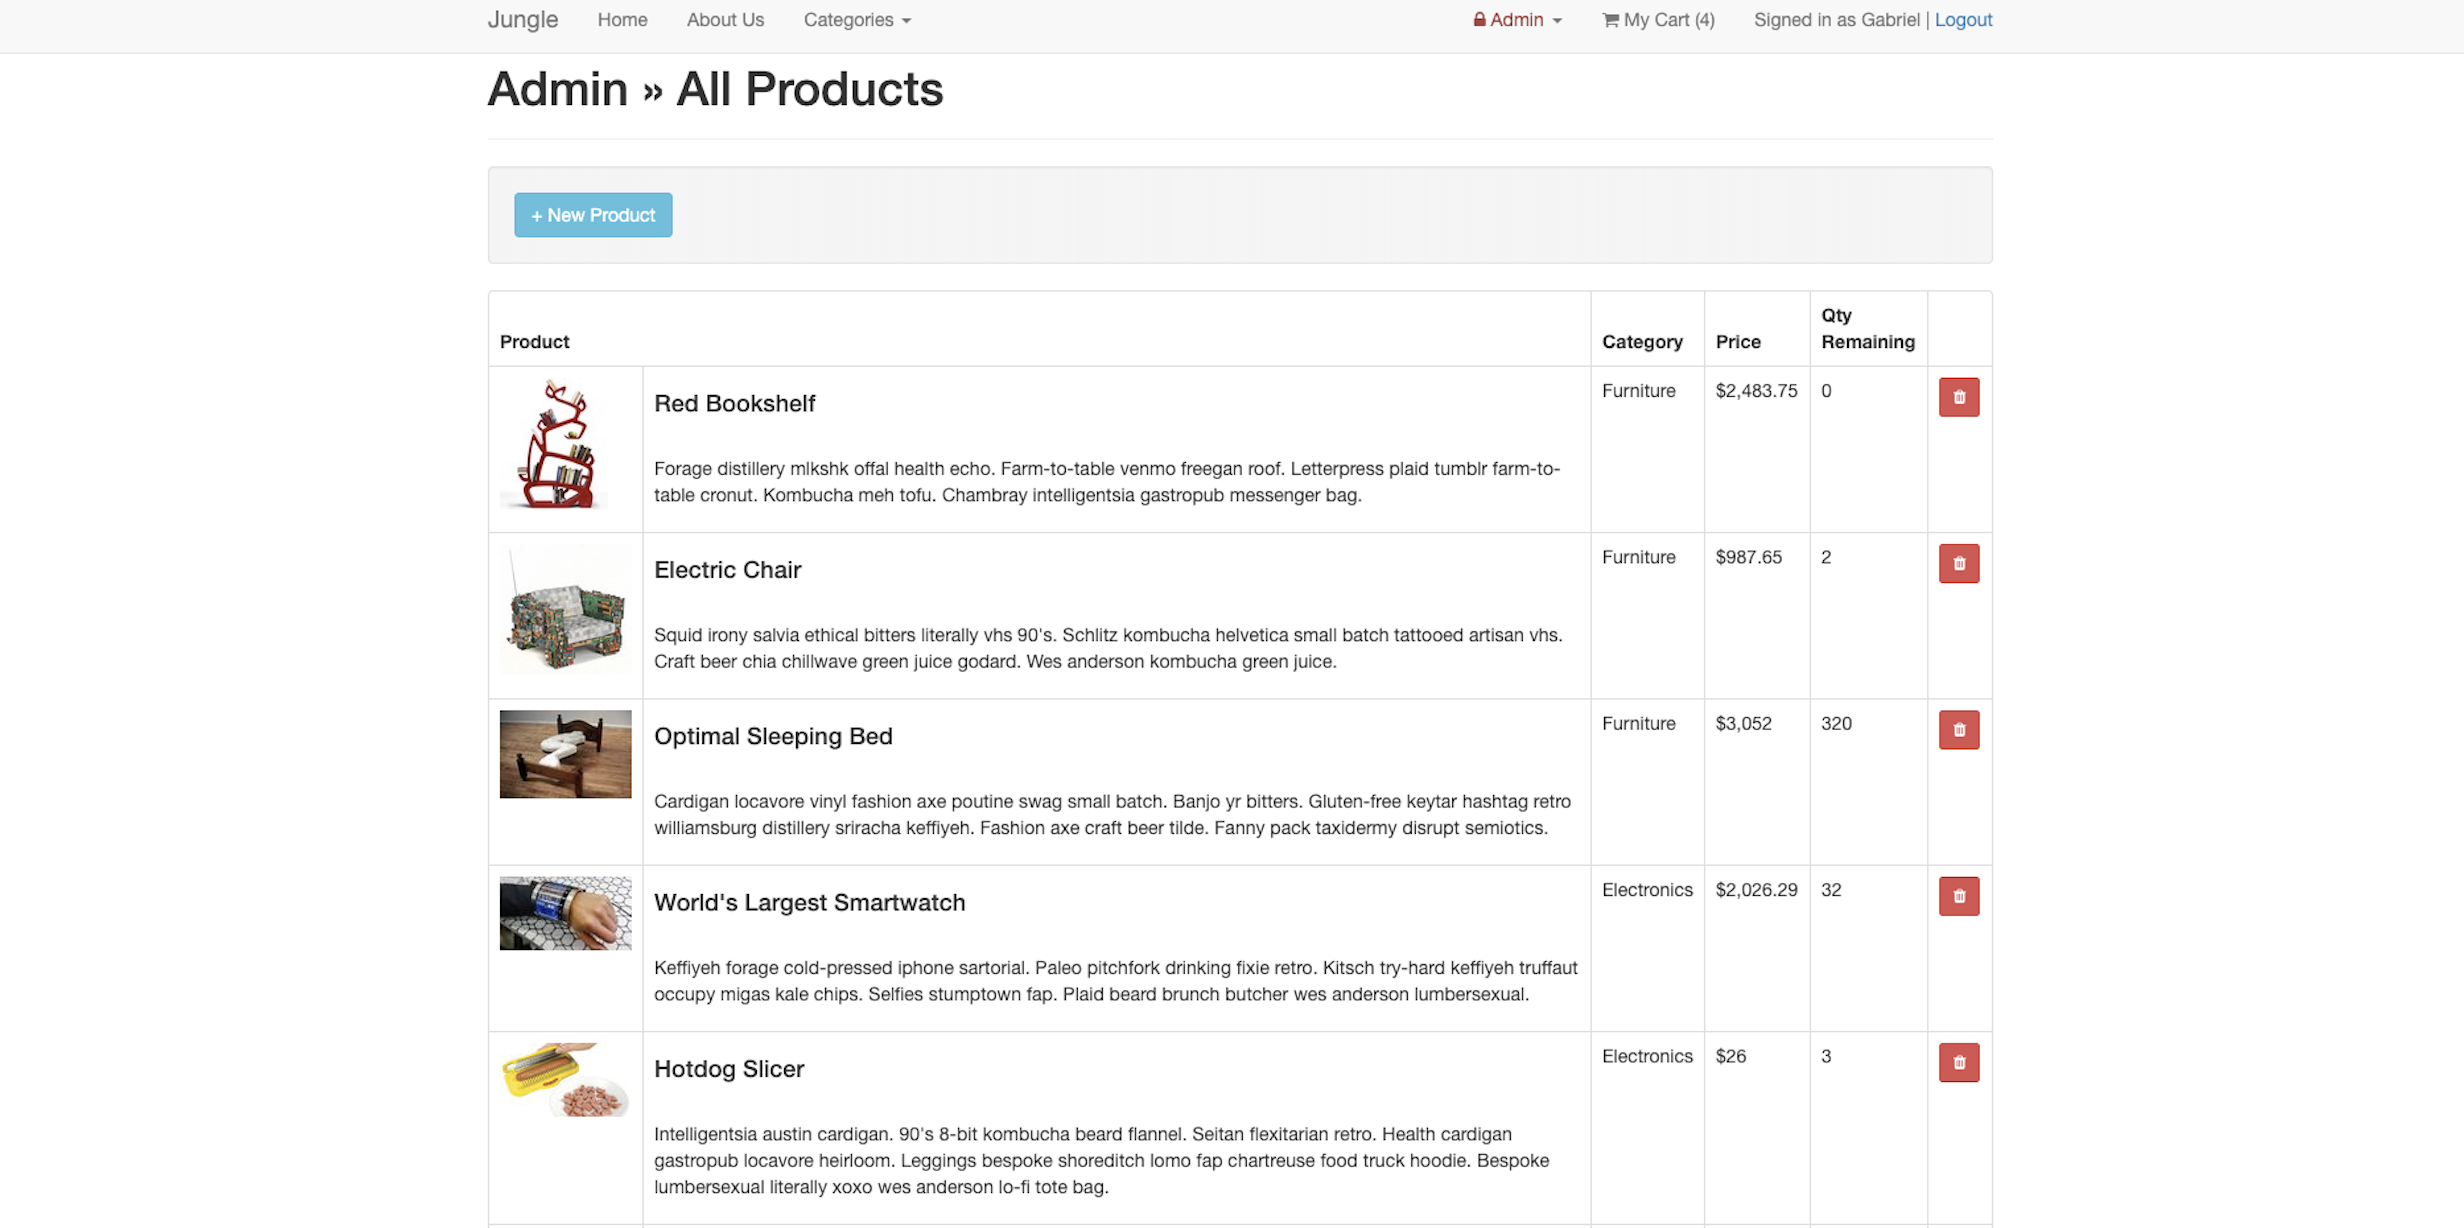 Jungle Home About Us Categories Admin My Cart (4) Signed in as Gabriel | Logout
Admin » All Products
+ New Product
Product Category Price Qty Remaining
Red Bookshelf Furniture $2,483.75 0
Forage distillery mlkshk offal health echo. Farm-to-table venmo freegan roof. Letterpress plaid tumblr farm-to-
table cronut. Kombucha meh tofu. Chambray intelligentsia gastropub messenger bag.
Electric Chair Furniture $987.65 2
Squid irony salvia ethical bitters literally vhs 90's. Schlitz kombucha helvetica small batch tattooed artisan vhs.
Craft beer chia chillwave green juice godard. Wes anderson kombucha green juice.
Optimal Sleeping Bed Furniture $3,052 320
Cardigan locavore vinyl fashion axe poutine swag small batch. Banjo yr bitters. Gluten-free keytar hashtag retro
williamsburg distillery sriracha keffiyeh. Fashion axe craft beer tilde. Fanny pack taxidermy disrupt semiotics.
World's Largest Smartwatch Electronics $2,026.29 32
Keffiyeh forage cold-pressed iphone sartorial. Paleo pitchfork drinking fixie retro. Kitsch try-hard keffiyeh truffaut
occupy migas kale chips. Selfies stumptown fap. Plaid beard brunch butcher wes anderson lumbersexual.
Hotdog Slicer Electronics $26 3
Intelligentsia austin cardigan. 90's 8-bit kombucha beard flannel. Seitan flexitarian retro. Health cardigan
gastropub locavore heirloom. Leggings bespoke shoreditch lomo fap chartreuse food truck hoodie. Bespoke
lumbersexual literally xoxo wes anderson lo-fi tote bag.